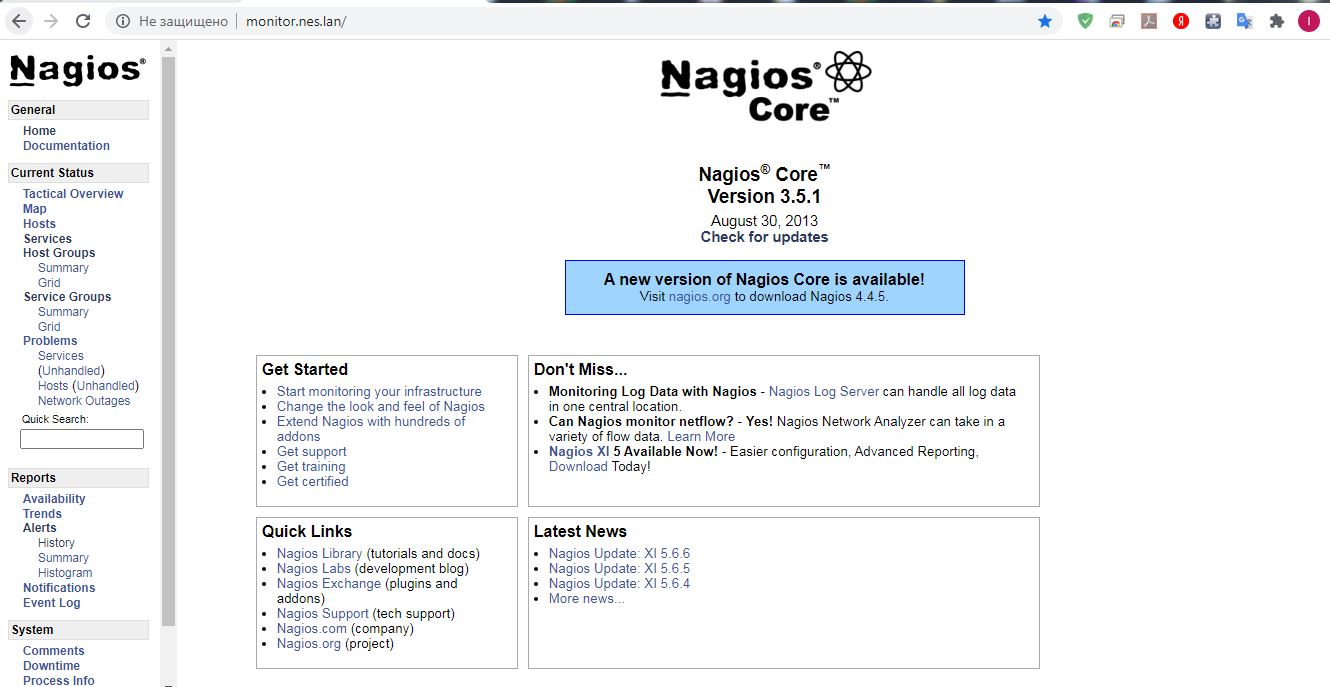 Не защищено
monitor.nes.lan/
Nagios®
General
Home
Documentation
Current Status
Tactical Overview
Map
Hosts
Services
Host Groups
Summary
Grid
Service Groups
Summary
Grid
Problems
Services
(Unhandled)
Hosts (Unhandled)
Network Outages
Quick Search:
Reports
Availability
Trends
Alerts
History
Summary
Histogram
Notifications
Event Log
System
Comments
Downtime
Process Info
Nagios®
Core™
Nagios® Core™
Version 3.5.1
August 30, 2013
Check for updates
A new version of Nagios Core is available!
Visit nagios.org to download Nagios 4.4.5.
Get Started
Start monitoring your infrastructure
Change the look and feel of Nagios
Extend Nagios with hundreds of
addons
Get support
Get training
Get certified
Don't Miss...
Monitoring Log Data with Nagios - Nagios Log Server can handle all log data
in one central location.
Can Nagios monitor netflow? - Yes! Nagios Network Analyzer can take in a
variety of flow data. Learn More
Nagios XI 5 Available Now! - Easier configuration, Advanced Reporting,
Download Today!
Quick Links
Nagios Library (tutorials and docs)
Nagios Labs (development blog)
Nagios Exchange (plugins and
addons)
Nagios Support (tech support)
Nagios.com (company)
Nagios.org (project)
Latest News
Nagios Update: XI 5.6.6
Nagios Update: XI 5.6.5
Nagios Update: XI 5.6.4
More news...
Я
I